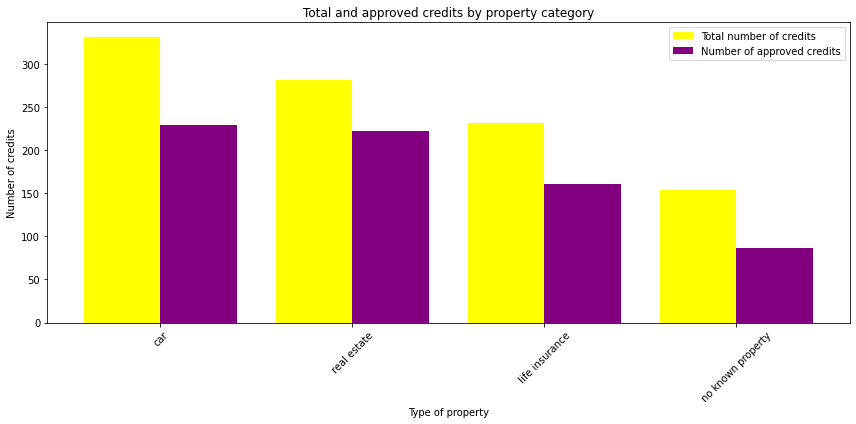 Total and approved credits by property category
Total number of credits
Number of approved credits
Number of credits
300
250
200
150
100
50
0
car
real estate
life insurance
no known property
Type of property